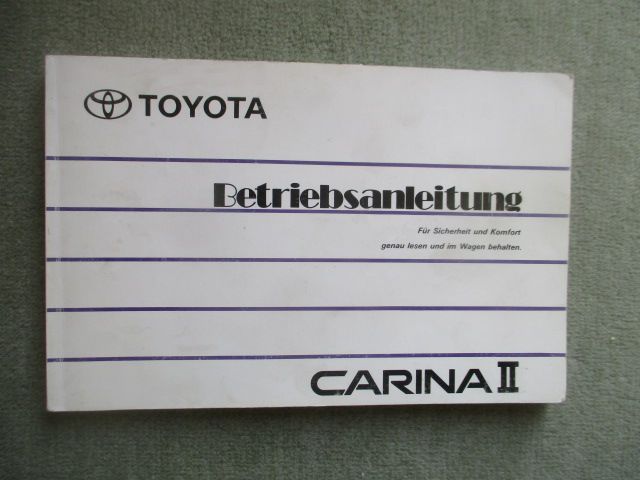 TOYOTA
Betriebsanleitung
Für Sicherheit und Komfort
genau lesen und im Wagen behalten.
CARINA II